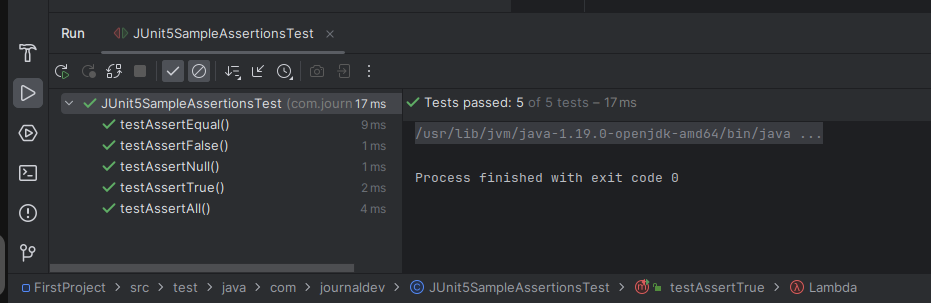 Run JUnit5SampleAssertionsTest
JUnit5SampleAssertionsTest (com.journ 17 ms
testAssertEqual() 9 ms
testAssertFalse() 1 ms
testAssertNull() 1 ms
testAssertTrue() 2 ms
testAssertAll() 4 ms
Tests passed: 5 of 5 tests – 17 ms
/usr/lib/jvm/java-1.19.0-openjdk-amd64/bin/java ...
Process finished with exit code 0
FirstProject > src > test > java > com > journaldev > JUnit5SampleAssertionsTest > testAssertTrue > Lambda